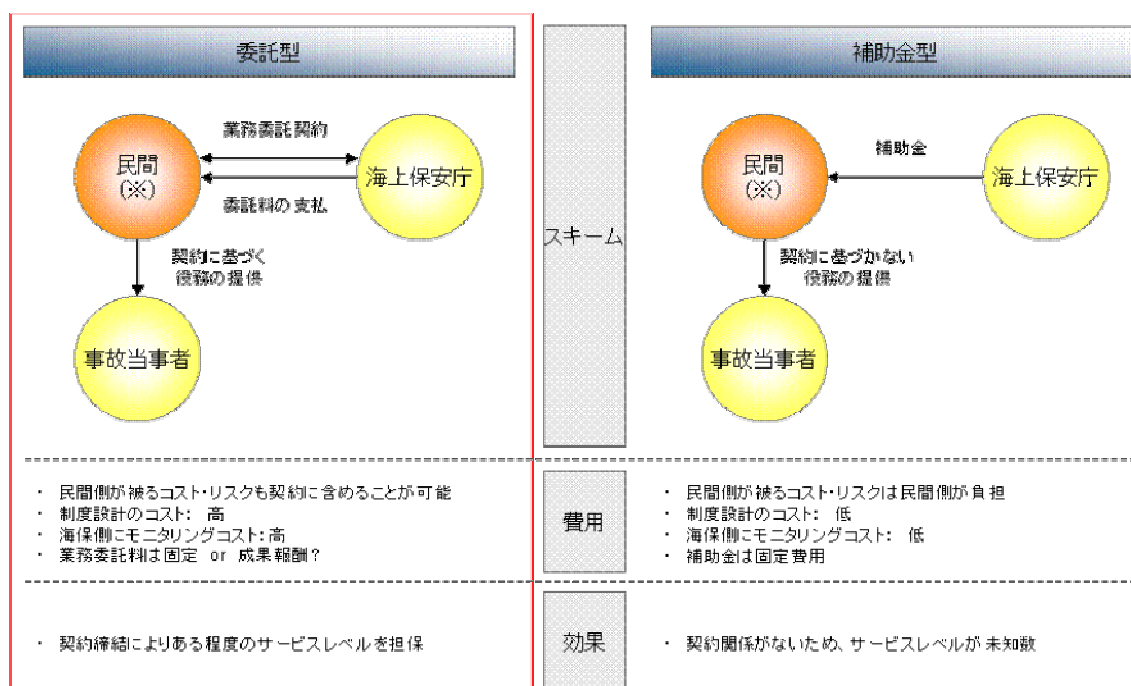 委託型
民間
(※)
業務委託契約
委託料の支払
海上保安庁
契約に基づく
役務の提供
事故当事者
スキーム
補助金型
民間
(※)
補助金
海上保安庁
契約に基づかない
役務の提供
事故当事者
・ 民間側が被るコスト・リスクも契約に含めることが可能
・ 制度設計のコスト： 高
・ 海保側にモニタリングコスト：高
・ 業務委託料は固定 or 成果報酬？
費用
・ 民間側が被るコスト・リスクは民間側が負担
・ 制度設計のコスト： 低
・ 海保側にモニタリングコスト： 低
・ 補助金は固定費用
・ 契約締結によりある程度のサービスレベルを担保
効果
・ 契約関係がないため、サービスレベルが未知数